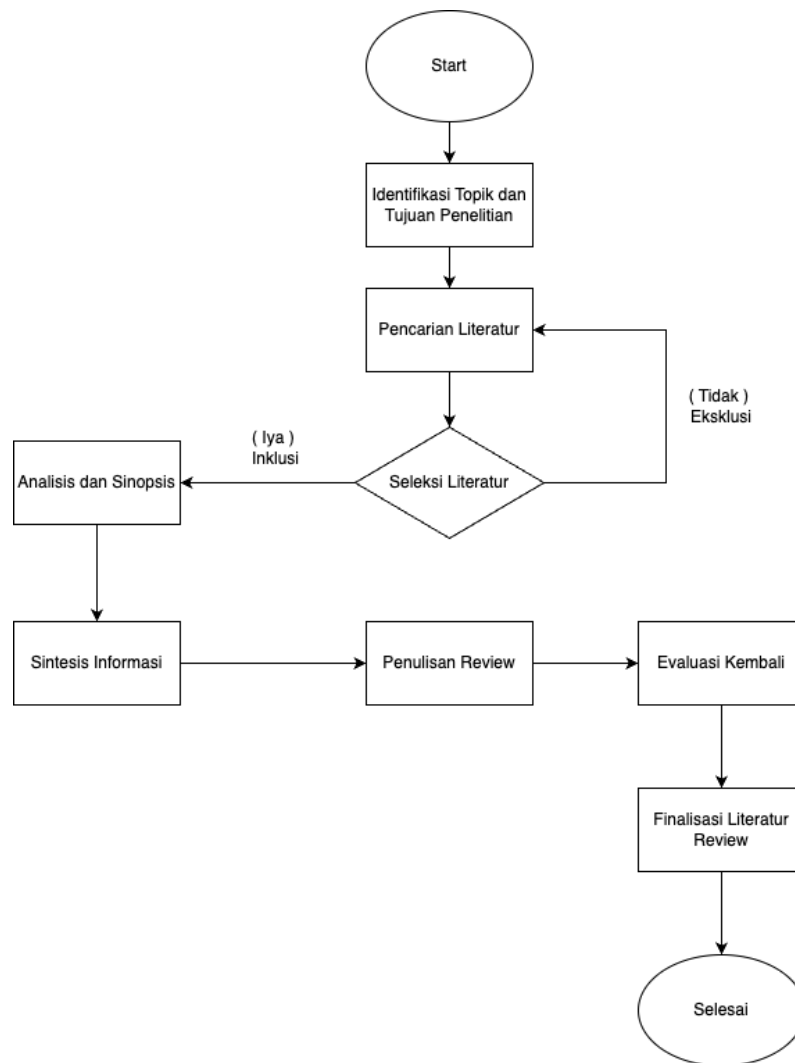 Start
Identifikasi Topik dan
Tujuan Penelitian
Pencarian Literatur
( Tidak )
Eksklusi
( Iya )
Inklusi
Seleksi Literatur
Analisis dan Sinopsis
Sintesis Informasi
Penulisan Review
Evaluasi Kembali
Finalisasi Literatur
Review
Selesai